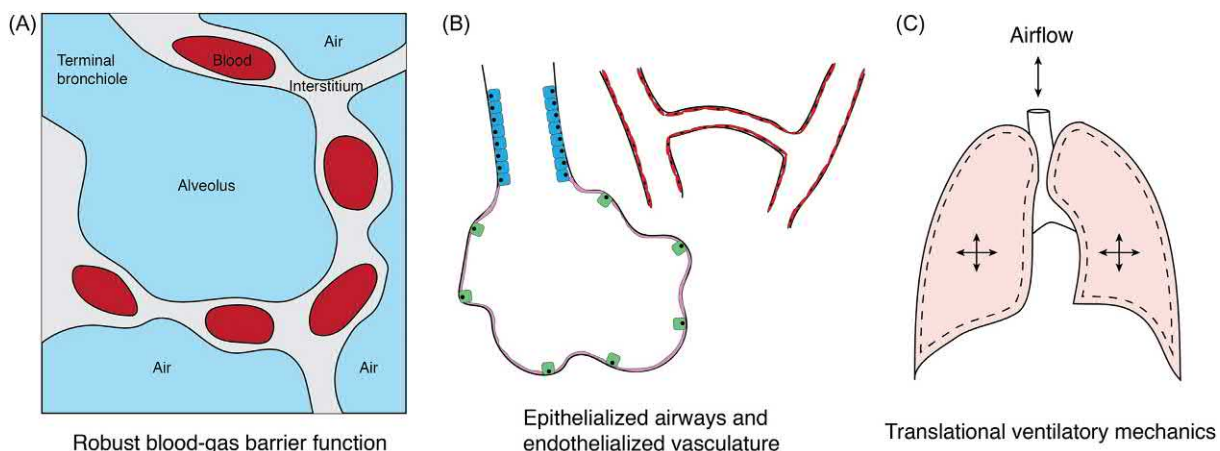 (A)
Terminal
bronchiole
Air
Blood
Interstitium
Alveolus
Air
Air
Robust blood-gas barrier function
(B)
Epithelialized airways and
endothelialized vasculature
(C)
Airflow
Translational ventilatory mechanics